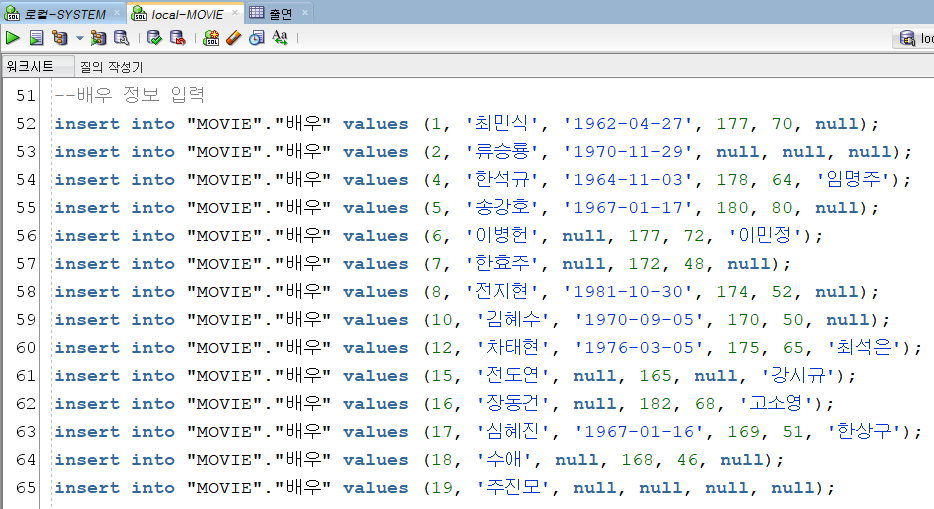 로컬-SYSTEM local-MOVIE 출연
워크시트 질의 작성기
51 --배우 정보 입력
52 insert into "MOVIE"."배우" values (1, '최민식', '1962-04-27', 177, 70, null);
53 insert into "MOVIE"."배우" values (2, '류승룡', '1970-11-29', null, null, null);
54 insert into "MOVIE"."배우" values (4, '한석규', '1964-11-03', 178, 64, '임명주');
55 insert into "MOVIE"."배우" values (5, '송강호', '1967-01-17', 180, 80, null);
56 insert into "MOVIE"."배우" values (6, '이병헌', null, 177, 72, '이민정');
57 insert into "MOVIE"."배우" values (7, '한효주', null, 172, 48, null);
58 insert into "MOVIE"."배우" values (8, '전지현', '1981-10-30', 174, 52, null);
59 insert into "MOVIE"."배우" values (10, '김혜수', '1970-09-05', 170, 50, null);
60 insert into "MOVIE"."배우" values (12, '차태현', '1976-03-05', 175, 65, '최석은');
61 insert into "MOVIE"."배우" values (15, '전도연', null, 165, null, '강시규');
62 insert into "MOVIE"."배우" values (16, '장동건', null, 182, 68, '고소영');
63 insert into "MOVIE"."배우" values (17, '심혜진', '1967-01-16', 169, 51, '한상구');
64 insert into "MOVIE"."배우" values (18, '수애', null, 168, 46, null);
65 insert into "MOVIE"."배우" values (19, '주진모', null, null, null, null);